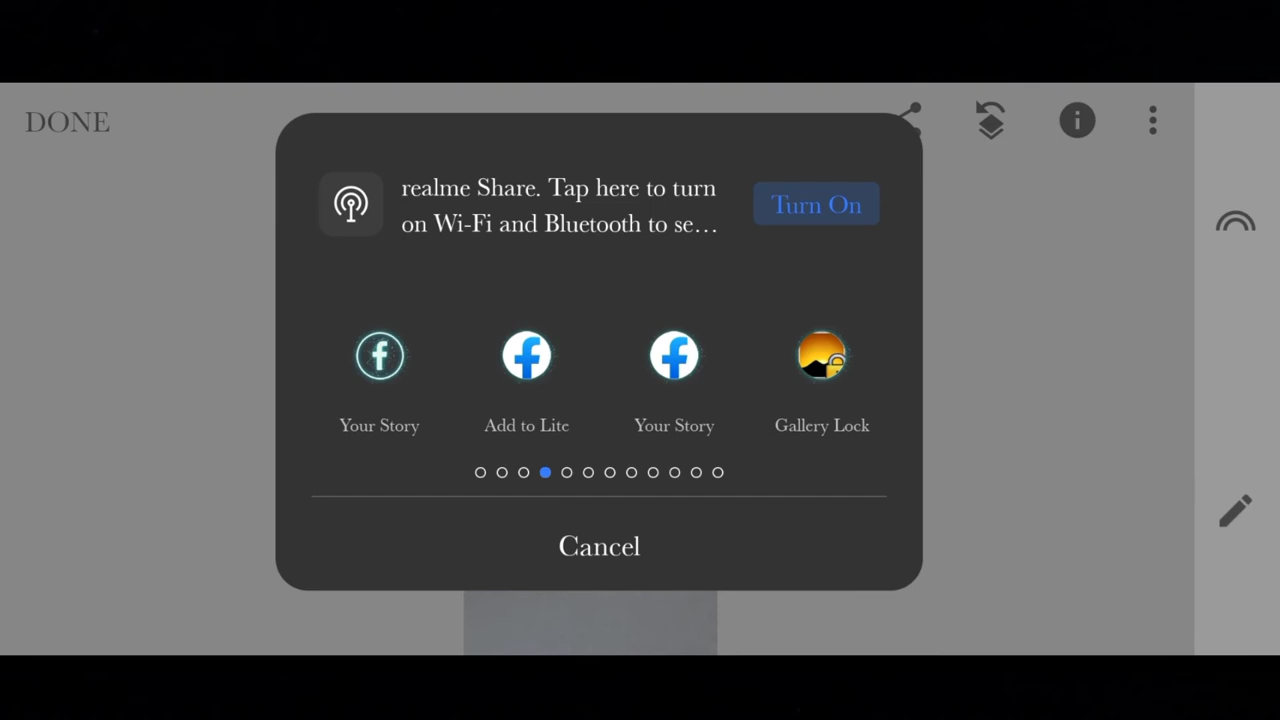 DONE
realme Share. Tap here to turn
on Wi-Fi and Bluetooth to se…
Turn On
Your Story
Add to Lite
Your Story
Gallery Lock
Cancel